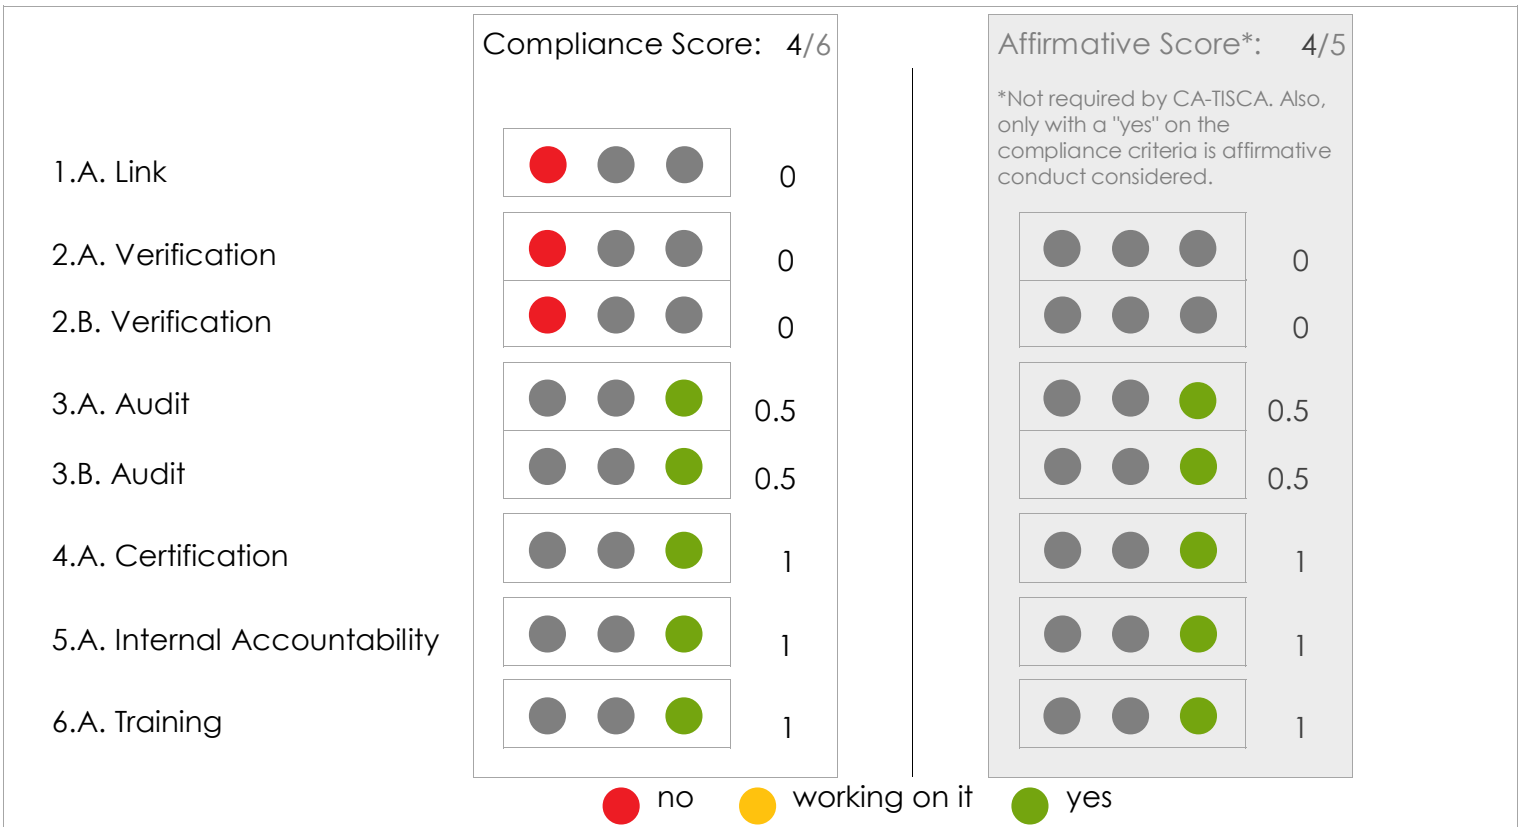 Compliance Score: 4/6
Affirmative Score*: 4/5
*Not required by CA-TISCA. Also,
only with a "yes" on the
compliance criteria is affirmative
conduct considered.
1.A. Link 0
2.A. Verification 0 0
2.B. Verification 0 0
3.A. Audit 0.5 0.5
3.B. Audit 0.5 0.5
4.A. Certification 1 1
5.A. Internal Accountability 1 1
6.A. Training 1 1
no working on it yes